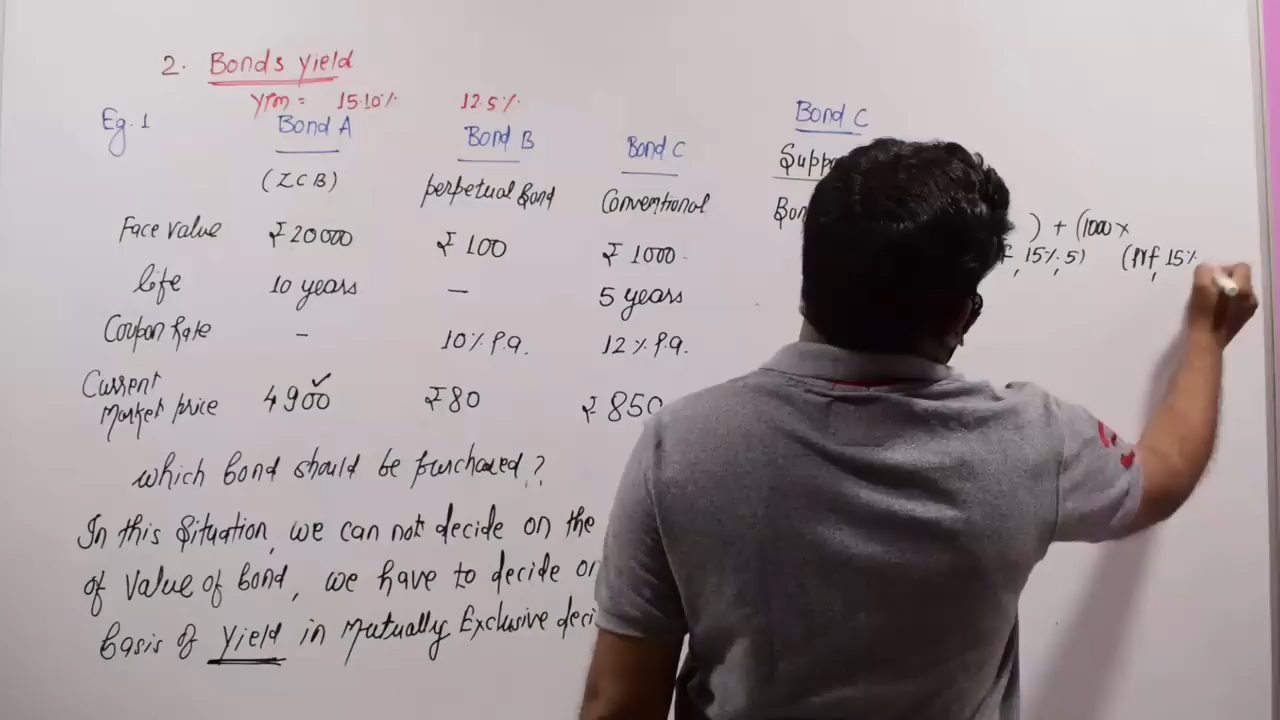 2. Bonds yield
YTM = 15.10% 12.5%
Eg. 1 Bond A Bond B Bond C
(ZCB) perpetual Bond Conventional
Face value ₹20000 ₹100 ₹1000
life 10 years — 5 years
Coupon Rate - 10% P.a. 12% P.a.
Current Market price 4900 ✓ ₹80 ₹850
which bond should be purchased?
In this Situation, we can not decide on the
of value of bond, we have to decide
basis of yield in Mutually Exclusive
Bond C
) + (1000 x
, 15%, 5) (PVf, 15%